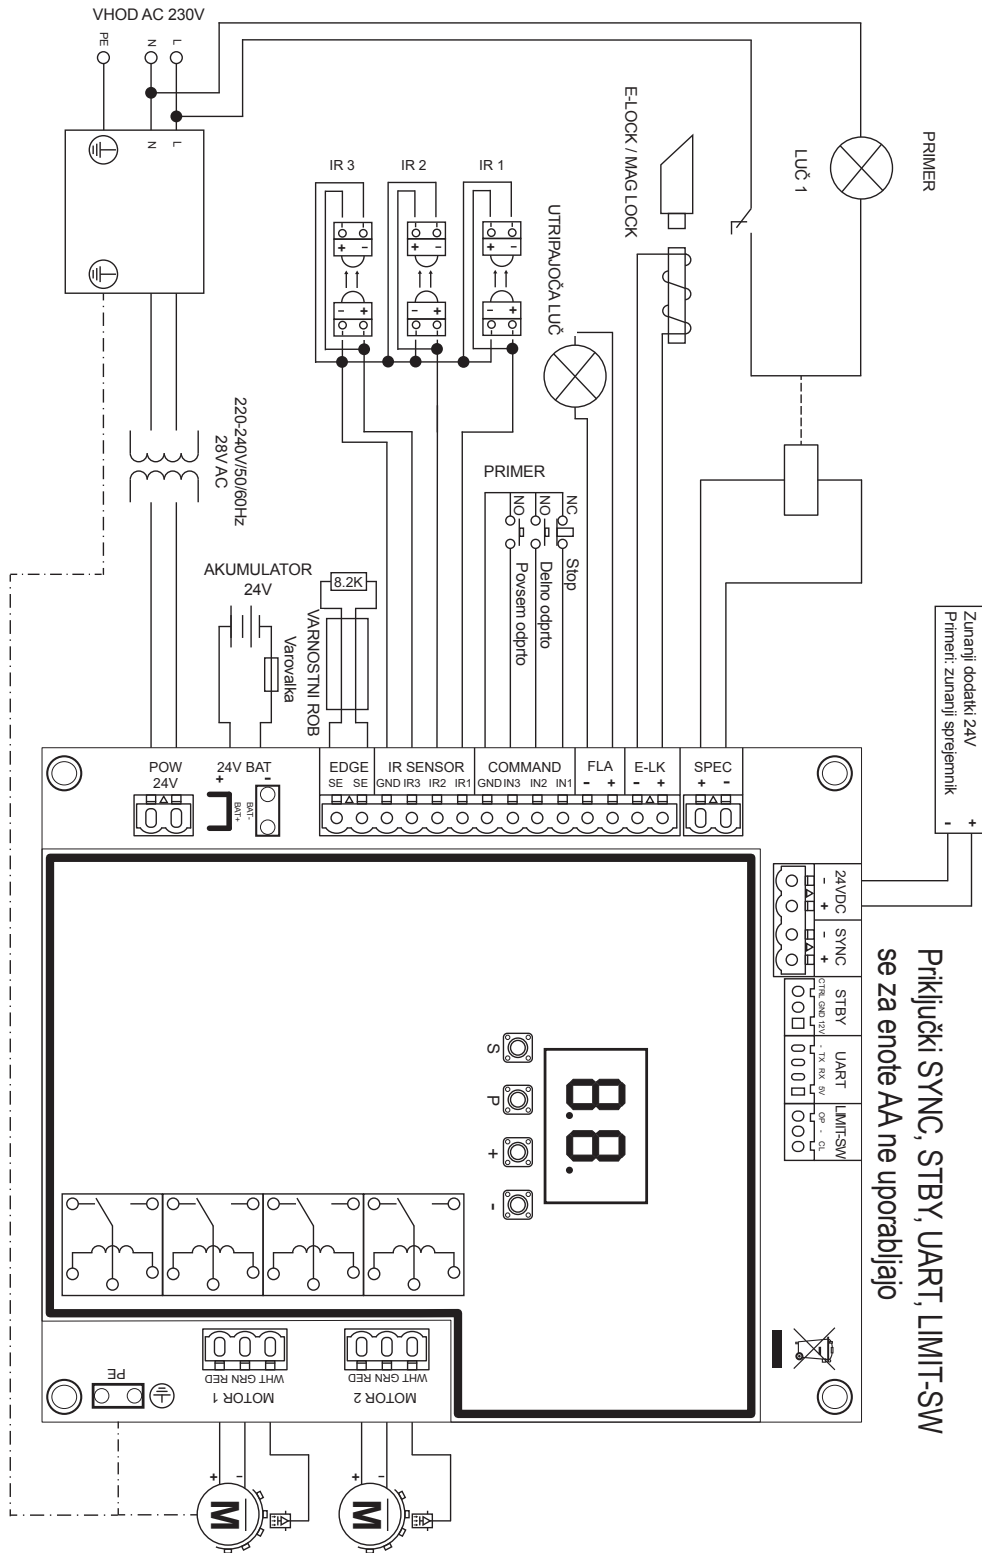 VHOD AC 230V
PE
N
L
N
L
PRIMER
LUČ 1
E-LOCK / MAG LOCK
IR 3
IR 2
IR 1
+ -
+ -
+ -
- +
- +
- +
UTRIPAJOČA LUČ
220-240V/50/60Hz
28V AC
PRIMER
NO
NO
NC
Povsem odprto
Delno odprto
Stop
AKUMULATOR
24V
Varovalka
8.2K
VARNOSTNI ROB
Zunanji dodatki 24V
Primeri: zunanji sprejemnik
- +
POW
24V
24V BAT
+ -
BAT+
BAT-
EDGE
SE SE
IR SENSOR
GND IR3 IR2 IR1
COMMAND
GND IN3 IN2 IN1
FLA
- +
E-LK
- +
SPEC
+ -
24VDC
- +
SYNC
- +
STBY
CTRL GND 12V
UART
- TX RX 5V
LIMIT-SW
OP - CL
Priključki SYNC, STBY, UART, LIMIT-SW
se za enote AA ne uporabljajo
8.8.
S
P
+
-
PE
WHT GRN RED
MOTOR 1
WHT GRN RED
MOTOR 2
+ -
M
+ -
M